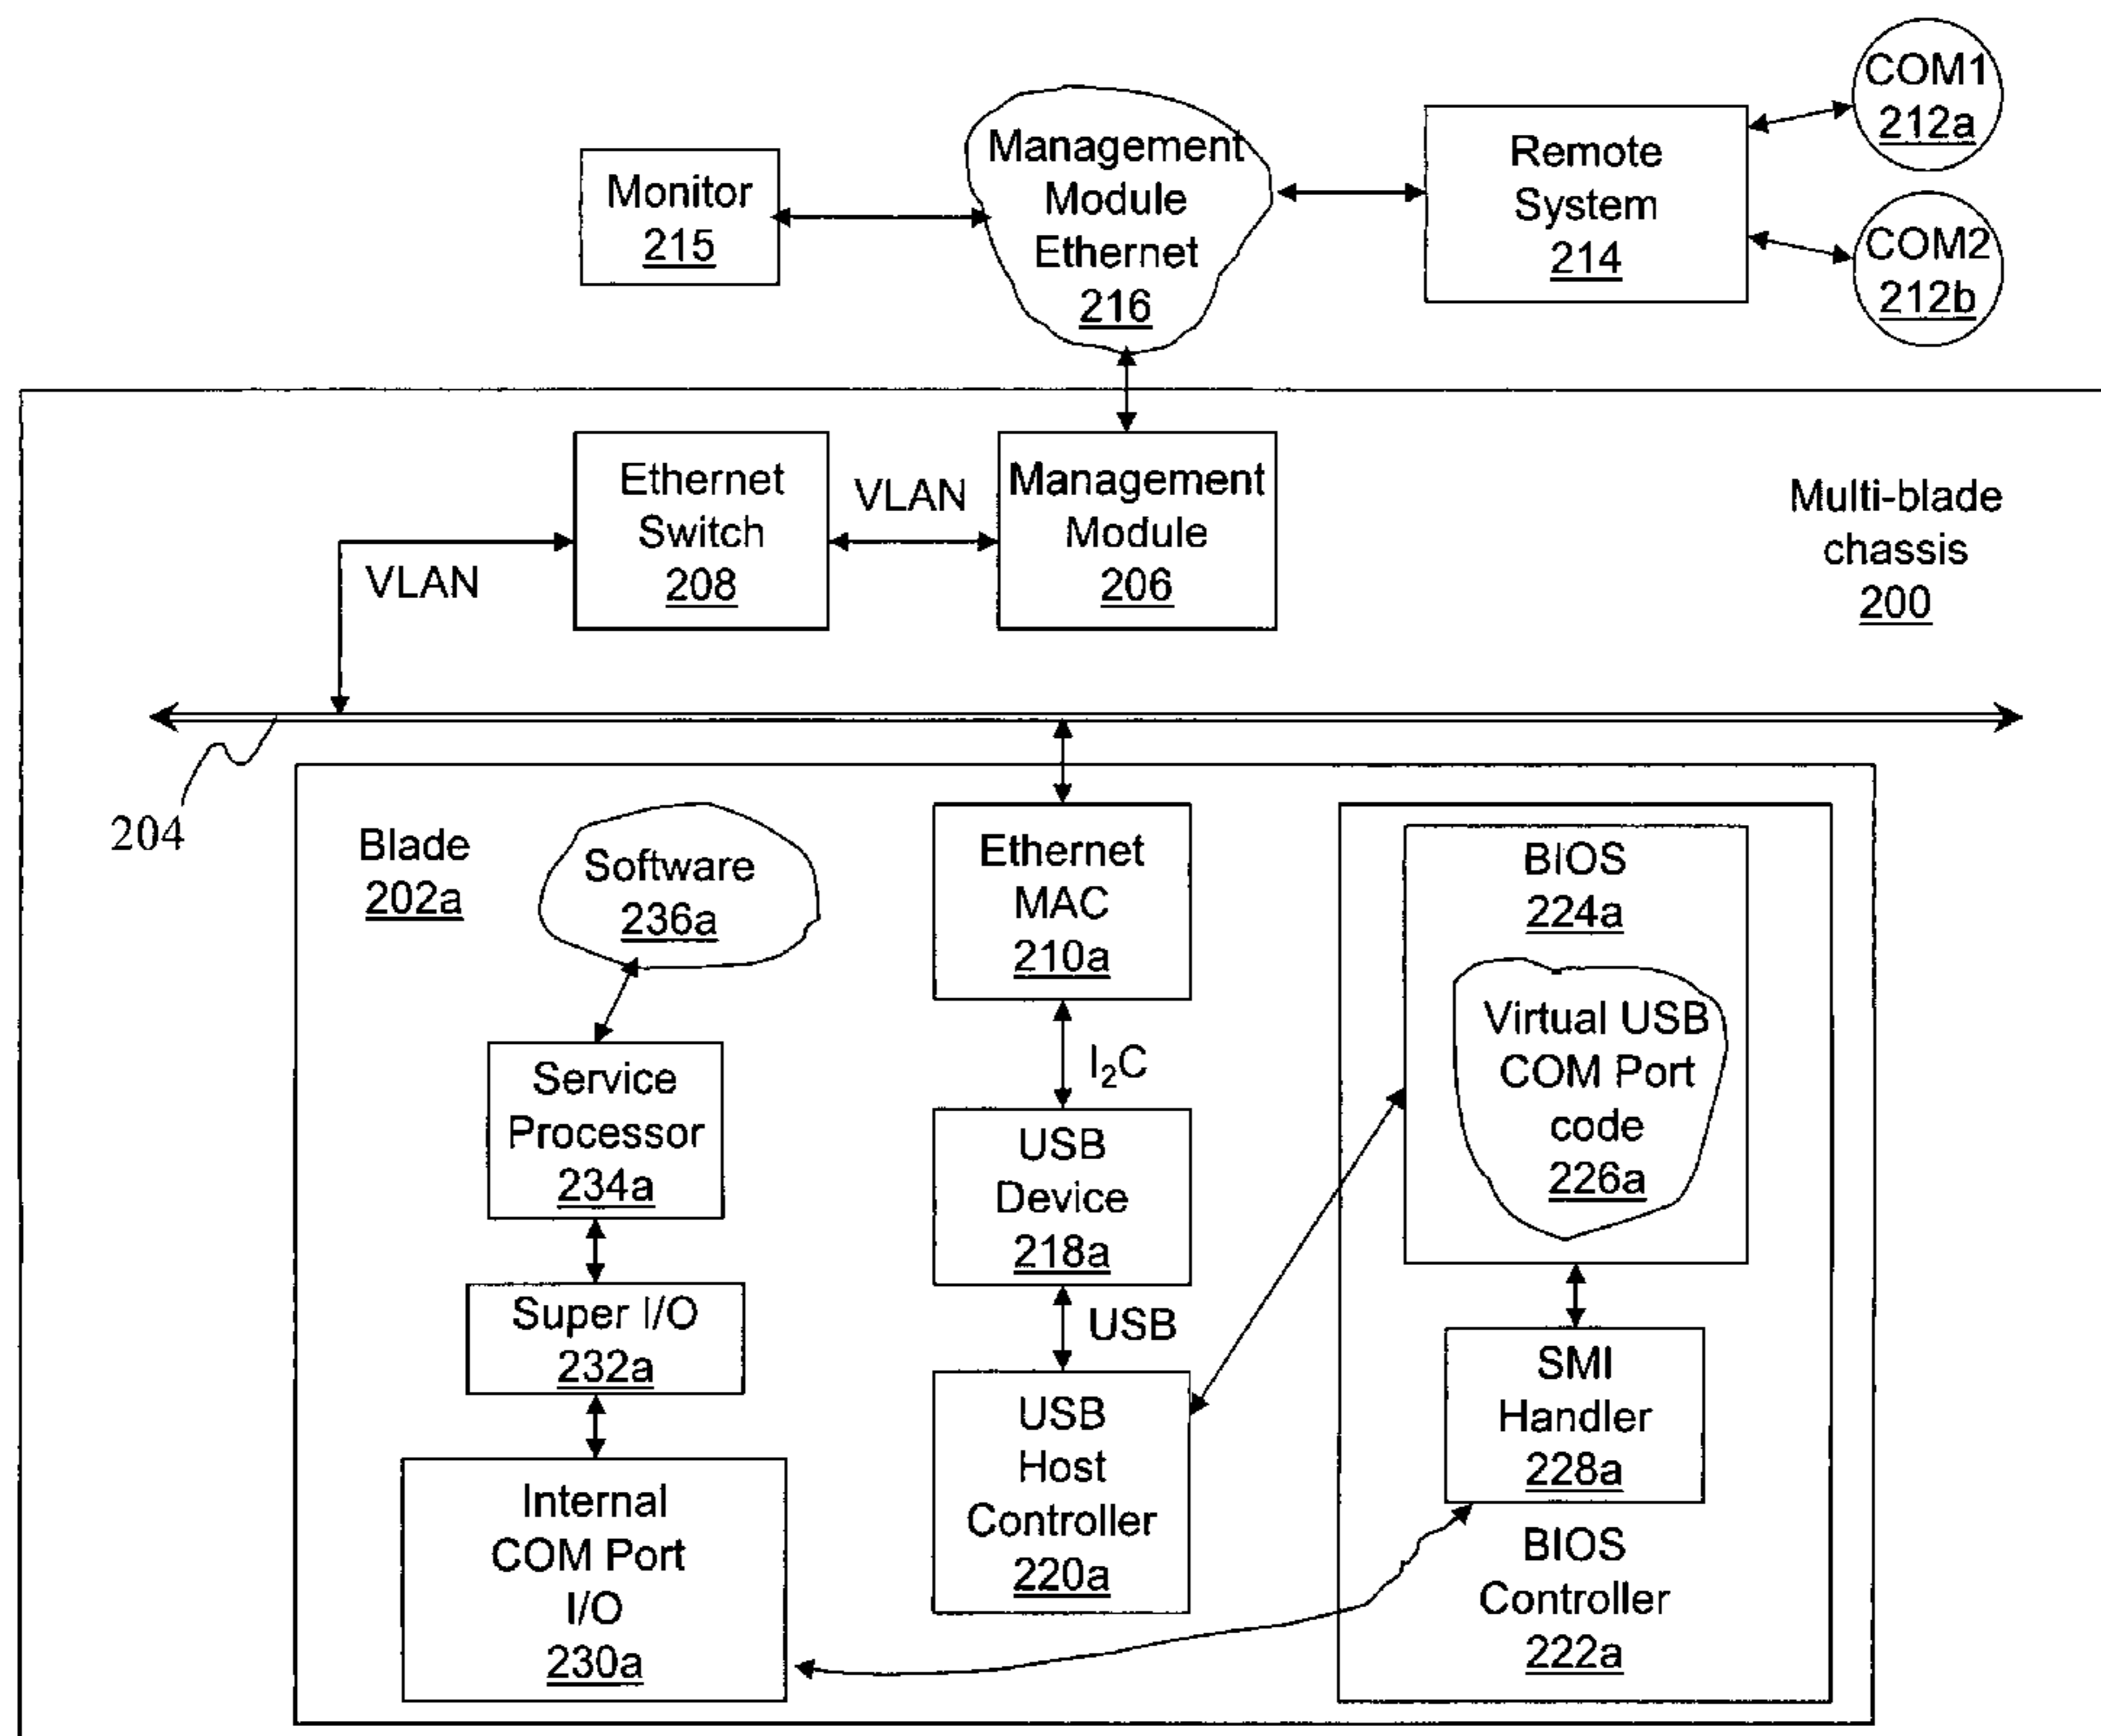 COM1
212a
Management
Module
Ethernet
216
Remote
System
214
Monitor
215
COM2
212b
Ethernet
Switch
208
VLAN
Management
Module
206
Multi-blade
chassis
200
VLAN
204
Blade
202a
Software
236a
Ethernet
MAC
210a
BIOS
224a
Virtual USB
COM Port
code
226a
I2C
Service
Processor
234a
USB
Device
218a
Super I/O
232a
USB
SMI
Handler
228a
USB
Host
Controller
220a
Internal
COM Port
I/O
230a
BIOS
Controller
222a